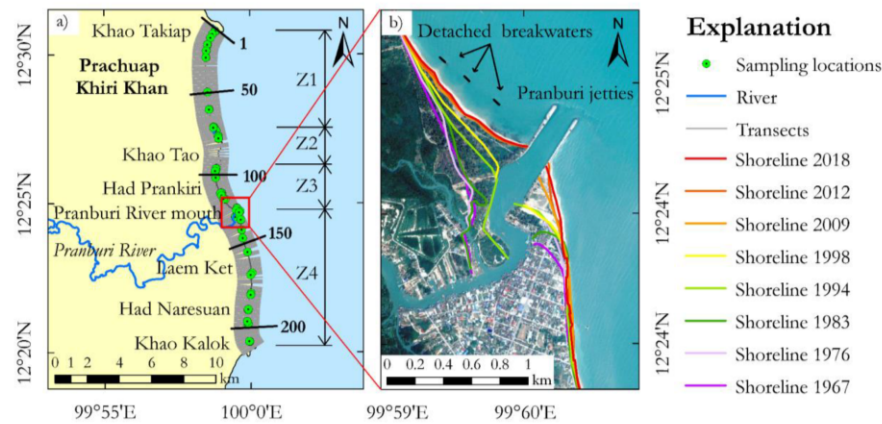 a)
N
Khao Takiap
1
Prachuap
Khiri Khan
50
Z1
Khao Tao
Z2
100
Had Prankiri
Z3
Pranburi River mouth
150
Pranburi River
Laem Ket
Z4
Had Naresuan
200
Khao Kalok
0 1 2 4 6 8 10
km
12°30'N
12°25'N
12°20'N
99°55'E
100°0'E
b)
Detached breakwaters
N
Pranburi jetties
0 0.2 0.4 0.6 0.8 1
km
12°25'N
12°24'N
12°24'N
99°59'E
99°60'E
Explanation
Sampling locations
River
Transects
Shoreline 2018
Shoreline 2012
Shoreline 2009
Shoreline 1998
Shoreline 1994
Shoreline 1983
Shoreline 1976
Shoreline 1967